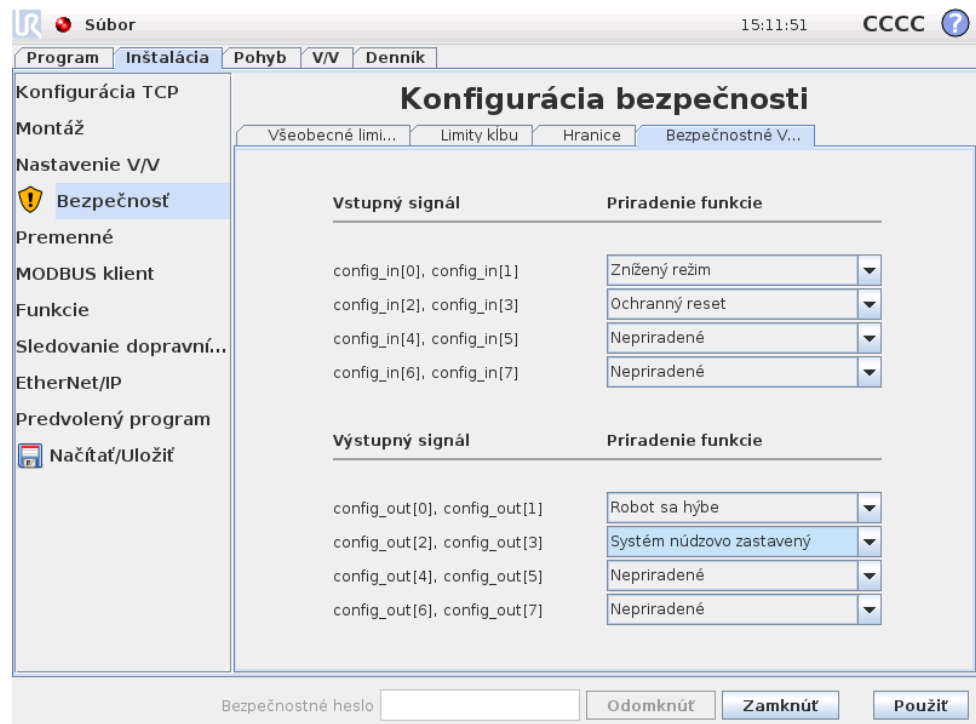 UR Súbor 15:11:51 CCCC ?
Program Inštalácia Pohyb V/V Denník
Konfigurácia TCP
Montáž
Nastavenie V/V
Bezpečnosť
Premenné
MODBUS klient
Funkcie
Sledovanie dopravní...
EtherNet/IP
Predvolený program
Načítať/Uložiť
Konfigurácia bezpečnosti
Všeobecné limi... Limity kĺbu Hranice Bezpečnostné V...
Vstupný signál Priradenie funkcie
config_in[0], config_in[1] Znížený režim
config_in[2], config_in[3] Ochranný reset
config_in[4], config_in[5] Nepriradené
config_in[6], config_in[7] Nepriradené
Výstupný signál Priradenie funkcie
config_out[0], config_out[1] Robot sa hýbe
config_out[2], config_out[3] Systém núdzovo zastavený
config_out[4], config_out[5] Nepriradené
config_out[6], config_out[7] Nepriradené
Bezpečnostné heslo Odomknúť Zamknúť Použiť